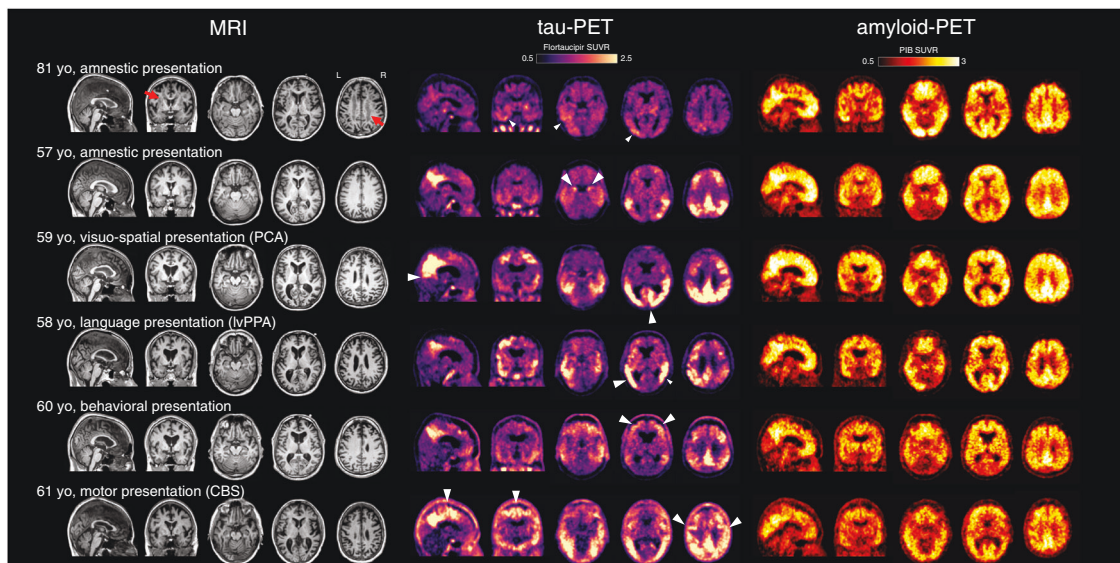 MRI
tau-PET
amyloid-PET
Flortaucipir SUVR
0.5
2.5
PIB SUVR
0.5
3
81 yo, amnestic presentation
L
R
57 yo, amnestic presentation
59 yo, visuo-spatial presentation (PCA)
58 yo, language presentation (lvPPA)
60 yo, behavioral presentation
61 yo, motor presentation (CBS)